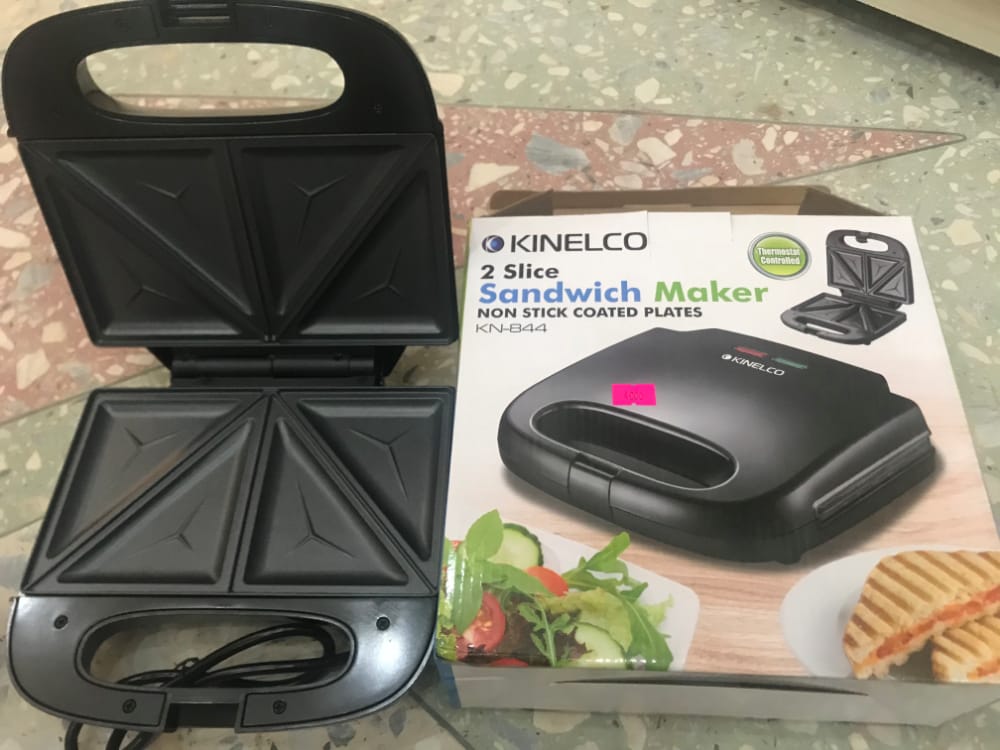 KINELCO
2 Slice
Sandwich Maker
NON STICK COATED PLATES
KN-844
Thermostat
Controlled
KINELCO